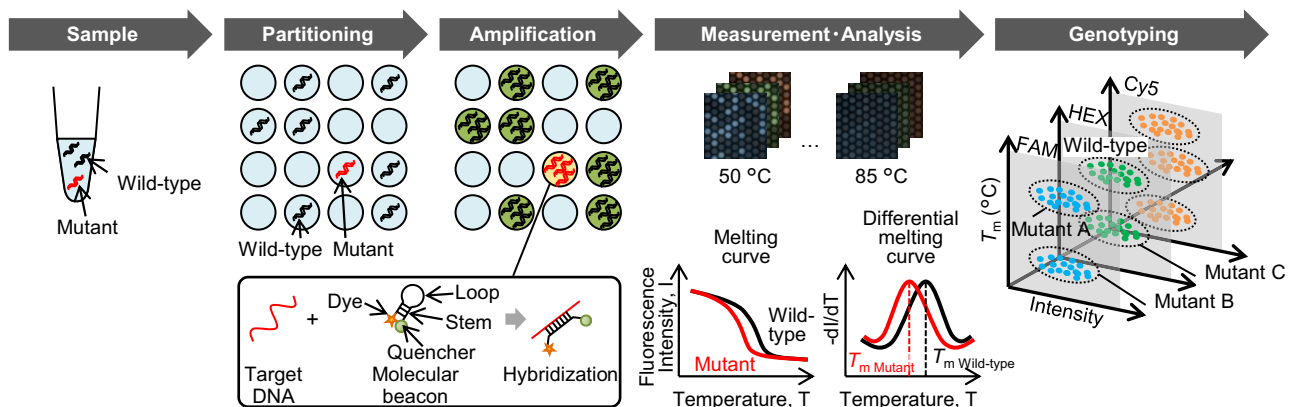 Sample
Partitioning
Amplification
Measurement・Analysis
Genotyping
Wild-type
Mutant
Wild-type
Mutant
Dye
Loop
Stem
+
Quencher
Target
DNA
Molecular
beacon
Hybridization
...
50 °C
85 °C
Melting
curve
Fluorescence
Intensity, I
Wild-
type
Mutant
Temperature, T
Differential
melting
curve
-dI/dT
Tm Mutant
Tm Wild-type
Temperature, T
Cy5
HEX
FAM
Wild-type
Tm (°C)
Mutant A
Mutant C
Mutant B
Intensity